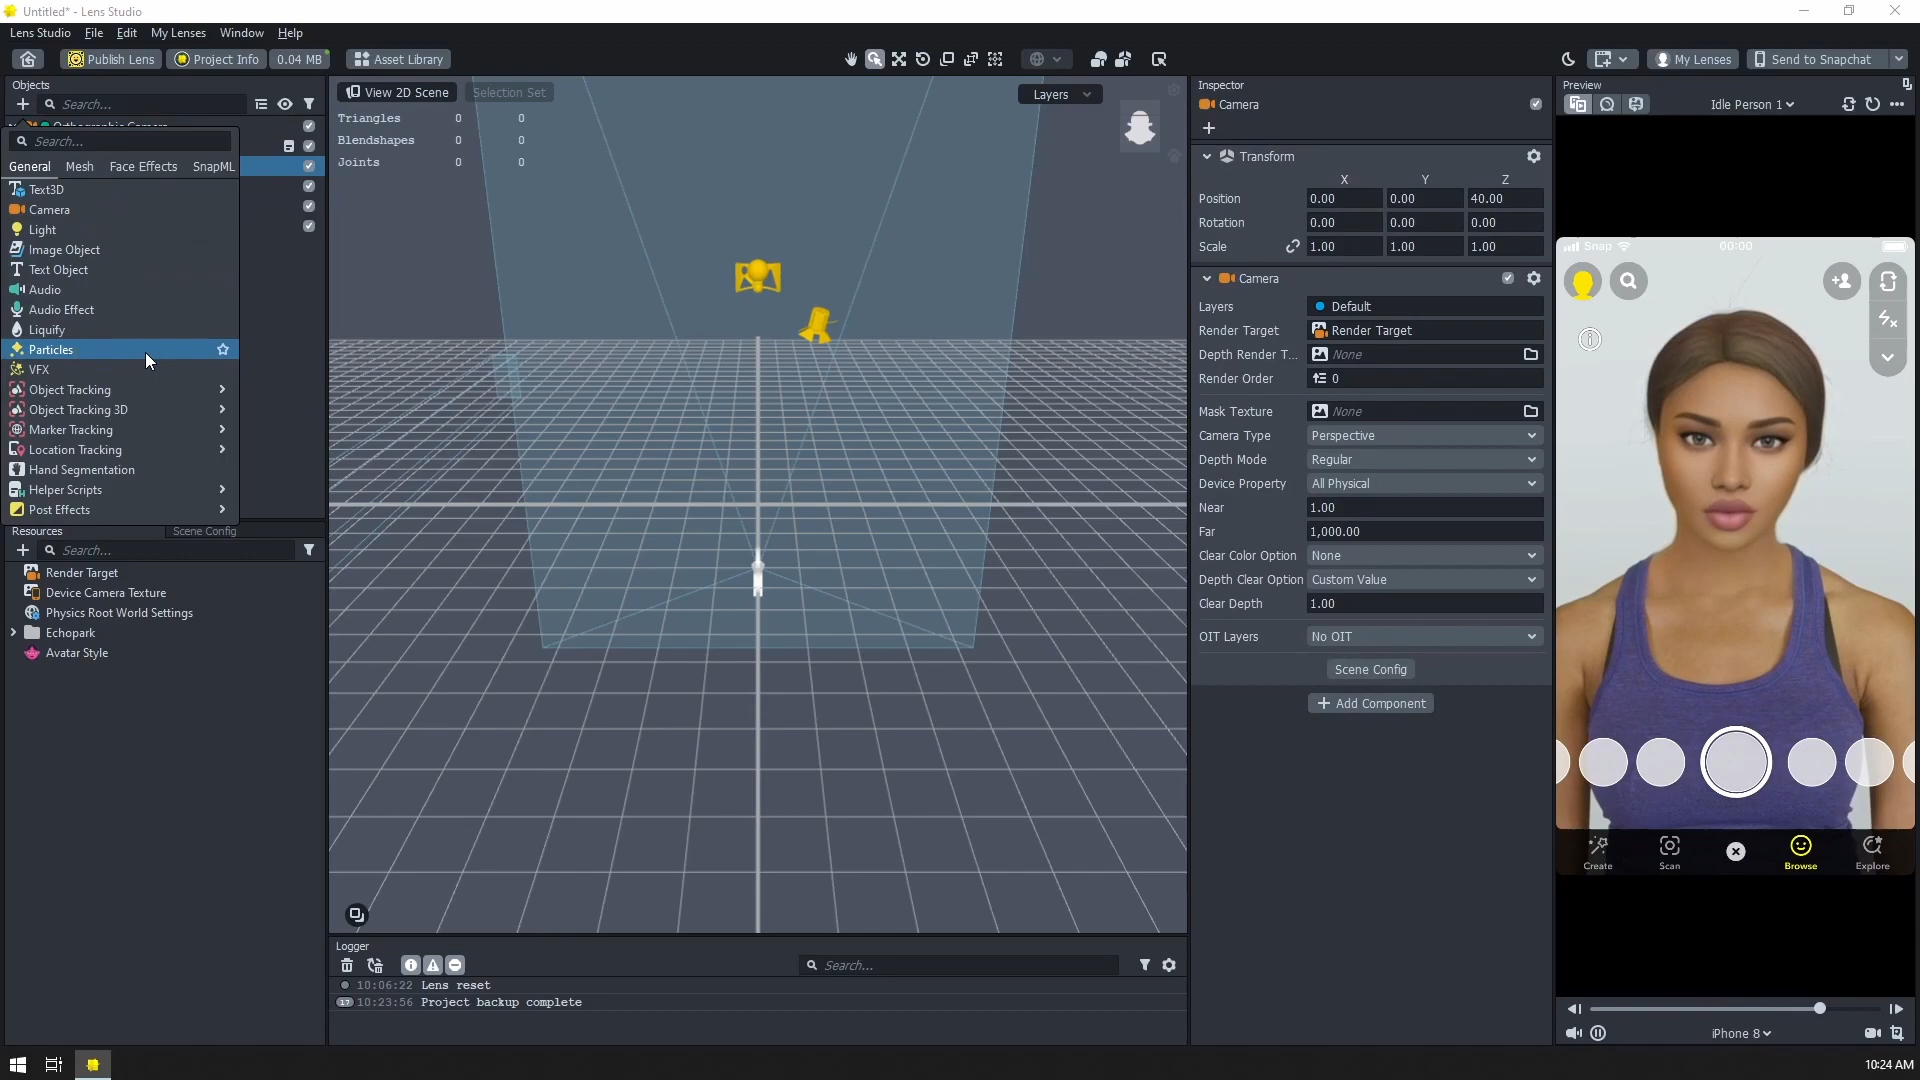 Untitled* - Lens Studio
Lens Studio File Edit My Lenses Window Help
Publish Lens Project Info 0.04 MB Asset Library My Lenses Send to Snapchat
Objects
Search...
Search...
General Mesh Face Effects SnapML
Text3D
Camera
Light
Image Object
Text Object
Audio
Audio Effect
Liquify
Particles
VFX
Object Tracking
Object Tracking 3D
Marker Tracking
Location Tracking
Hand Segmentation
Helper Scripts
Post Effects
Resources Scene Config
Search...
Render Target
Device Camera Texture
Physics Root World Settings
Echopark
Avatar Style
View 2D Scene Selection Set Layers
Triangles 0 0
Blendshapes 0 0
Joints 0 0
Logger
Search...
10:06:22 Lens reset
17 10:23:56 Project backup complete
Inspector
Camera
Transform
X Y Z
Position 0.00 0.00 40.00
Rotation 0.00 0.00 0.00
Scale 1.00 1.00 1.00
Camera
Layers Default
Render Target Render Target
Depth Render T... None
Render Order 0
Mask Texture None
Camera Type Perspective
Depth Mode Regular
Device Property All Physical
Near 1.00
Far 1,000.00
Clear Color Option None
Depth Clear Option Custom Value
Clear Depth 1.00
OIT Layers No OIT
Scene Config
+ Add Component
Preview
Idle Person 1
Snap 00:00
Create Scan Browse Explore
iPhone 8
10:24 AM